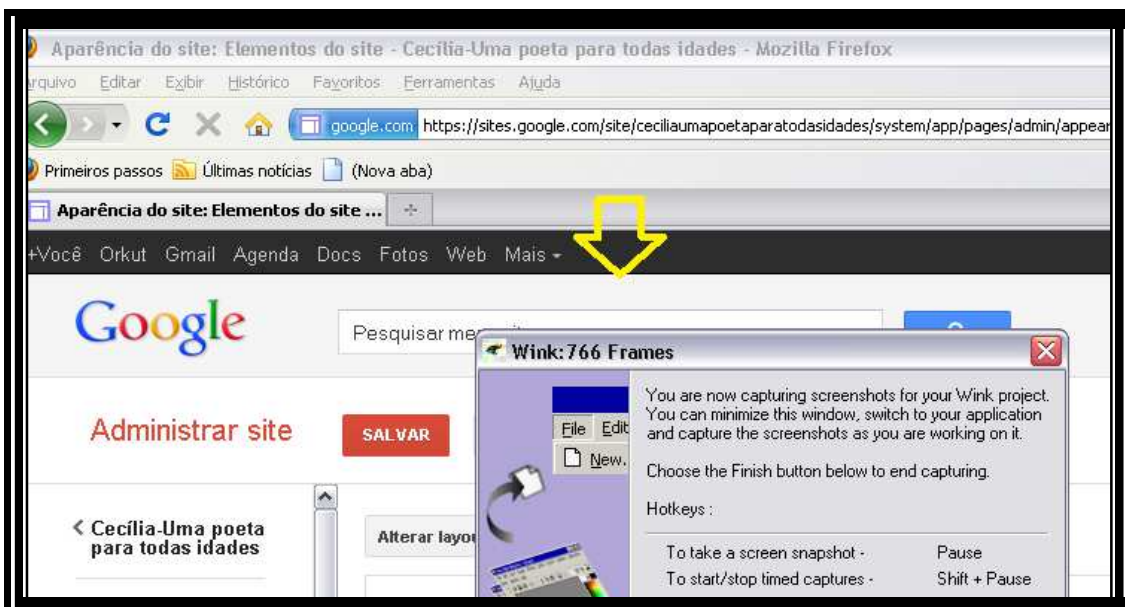 Aparência do site: Elementos do site - Cecília-Uma poeta para todas idades - Mozilla Firefox
Editar Exibir Histórico Favoritos Ferramentas Ajuda
google.com https://sites.google.com/site/ceciliaumapoetaparatodasidades/system/app/pages/admin/appear
Primeiros passos Últimas notícias (Nova aba)
Aparência do site: Elementos do site ...
+Você Orkut Gmail Agenda Docs Fotos Web Mais
Google
Pesquisar
Wink:766 Frames
You are now capturing screenshots for your Wink project.
You can minimize this window, switch to your application
and capture the screenshots as you are working on it.
Choose the Finish button below to end capturing.
Hotkeys :
To take a screen snapshot - Pause
To start/stop timed captures - Shift + Pause
File Edit
New.
Administrar site
SALVAR
Cecília-Uma poeta
para todas idades
Alterar